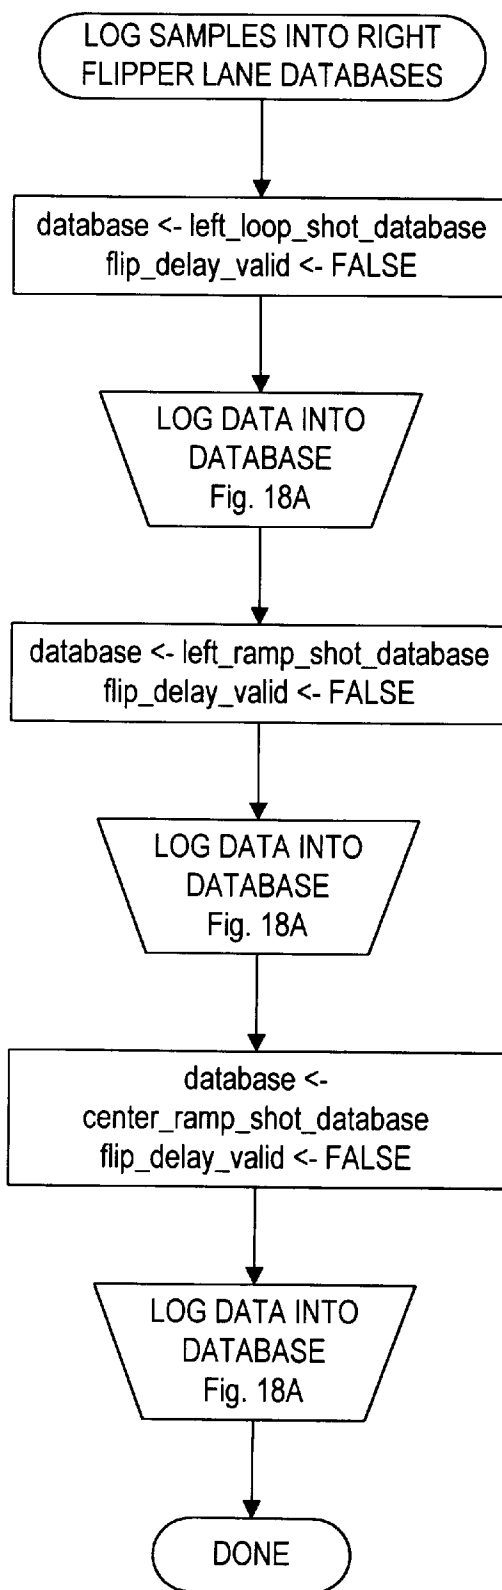 LOG SAMPLES INTO RIGHT
FLIPPER LANE DATABASES
database <- left_loop_shot_database
flip_delay_valid <- FALSE
LOG DATA INTO
DATABASE
Fig. 18A
database <- left_ramp_shot_database
flip_delay_valid <- FALSE
LOG DATA INTO
DATABASE
Fig. 18A
database <-
center_ramp_shot_database
flip_delay_valid <- FALSE
LOG DATA INTO
DATABASE
Fig. 18A
DONE